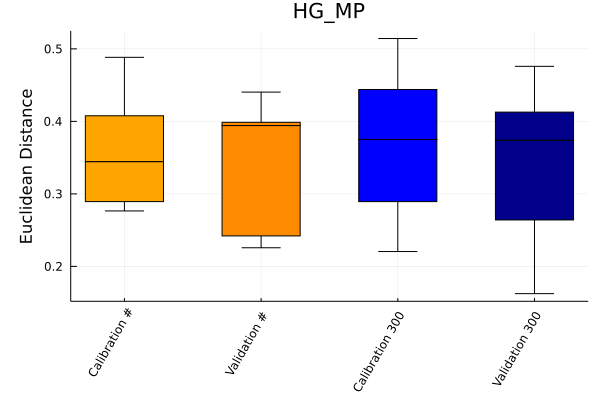 HG_MP
Euclidean Distance
0.5
0.4
0.3
0.2
Calibration #
Validation #
Calibration 300
Validation 300